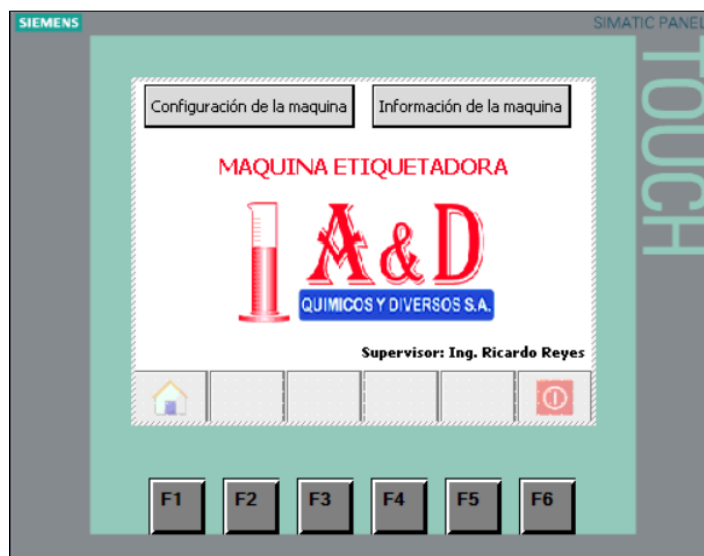 SIEMENS
SIMATIC PANEL
TOUCH
Configuración de la maquina
Información de la maquina
MAQUINA ETIQUETADORA
A & D
QUIMICOS Y DIVERSOS S.A.
Supervisor: Ing. Ricardo Reyes
F1 F2 F3 F4 F5 F6